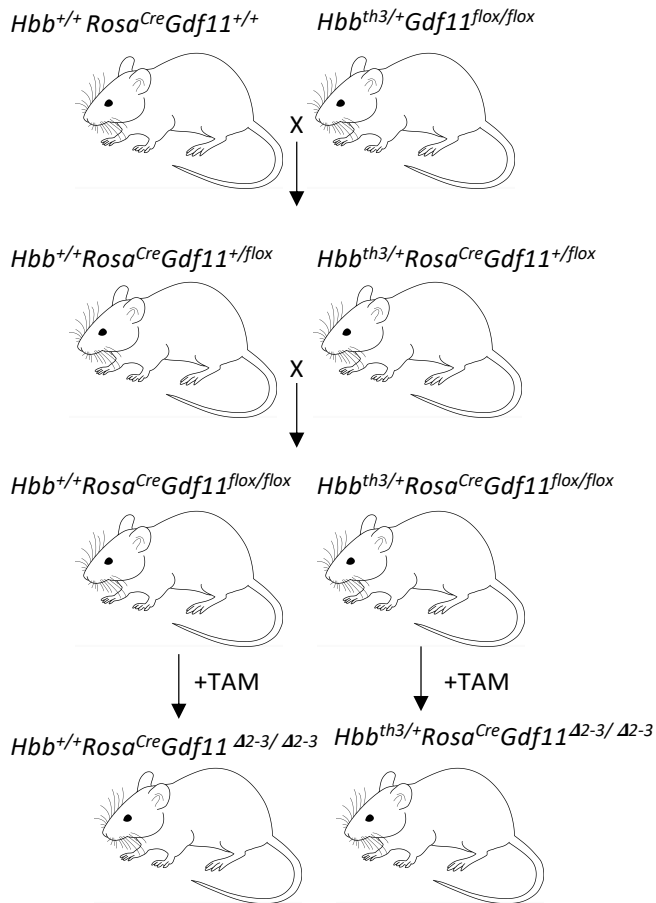 Hbb+/+ RosaCreGdf11+/+ Hbbth3/+Gdf11flox/flox
X
Hbb+/+RosaCreGdf11+/flox Hbbth3/+RosaCreGdf11+/flox
X
Hbb+/+RosaCreGdf11flox/flox Hbbth3/+RosaCreGdf11flox/flox
+TAM +TAM
Hbb+/+RosaCreGdf11 Δ2-3/ Δ2-3 Hbbth3/+RosaCreGdf11Δ2-3/ Δ2-3